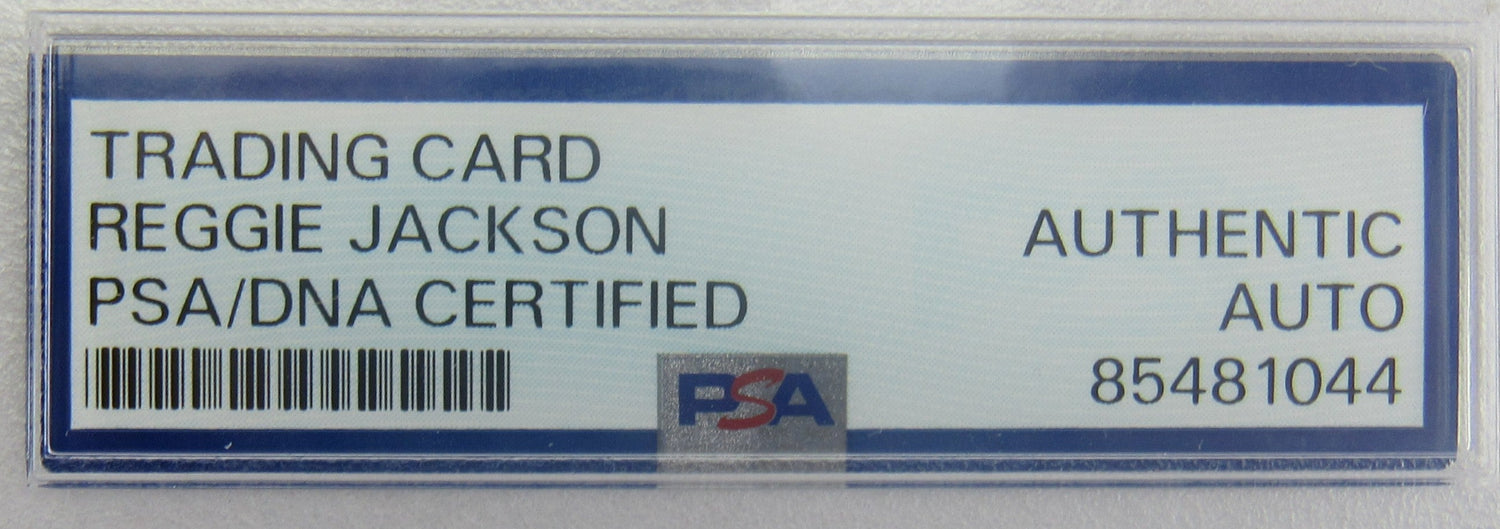 TRADING CARD
REGGIE JACKSON AUTHENTIC
PSA/DNA CERTIFIED AUTO
85481044
PSA